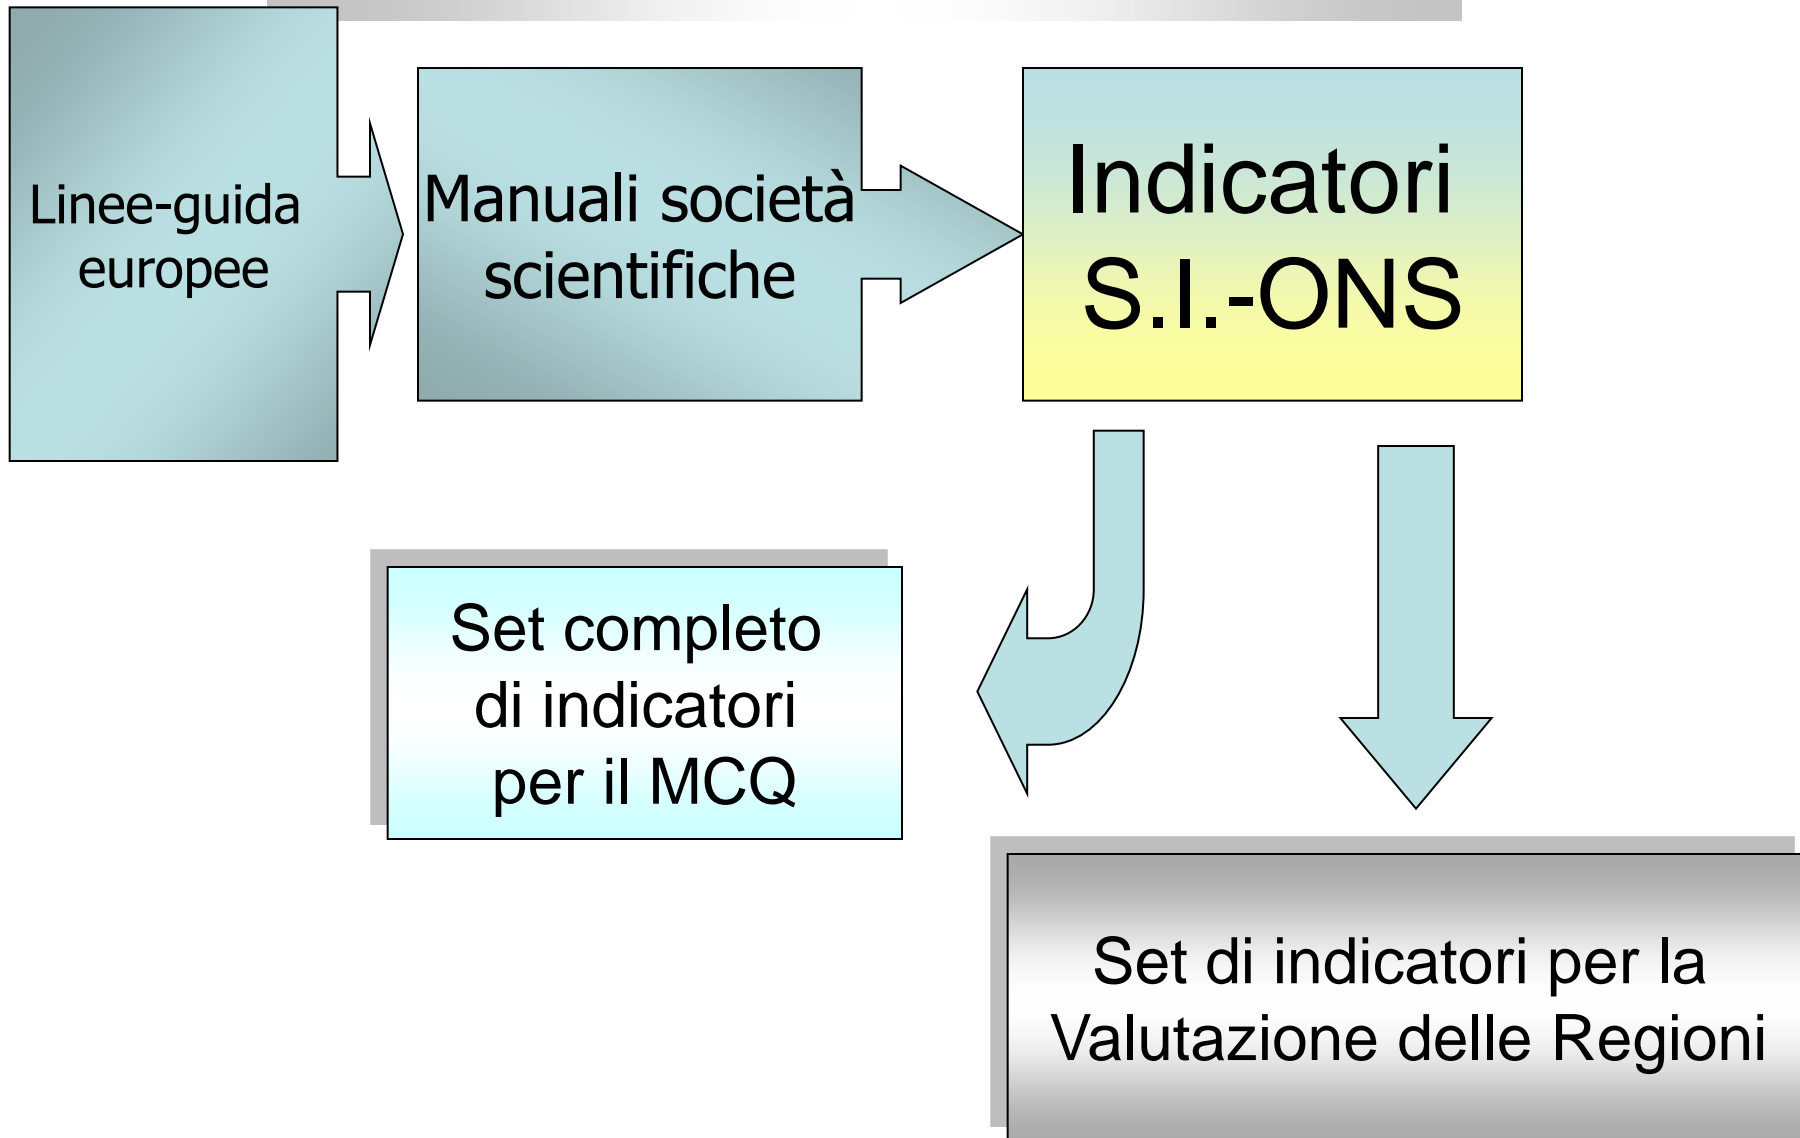 Linee-guida
europee
Manuali società
scientifiche
Indicatori
S.I.-ONS
Set completo
di indicatori
per il MCQ
Set di indicatori per la
Valutazione delle Regioni